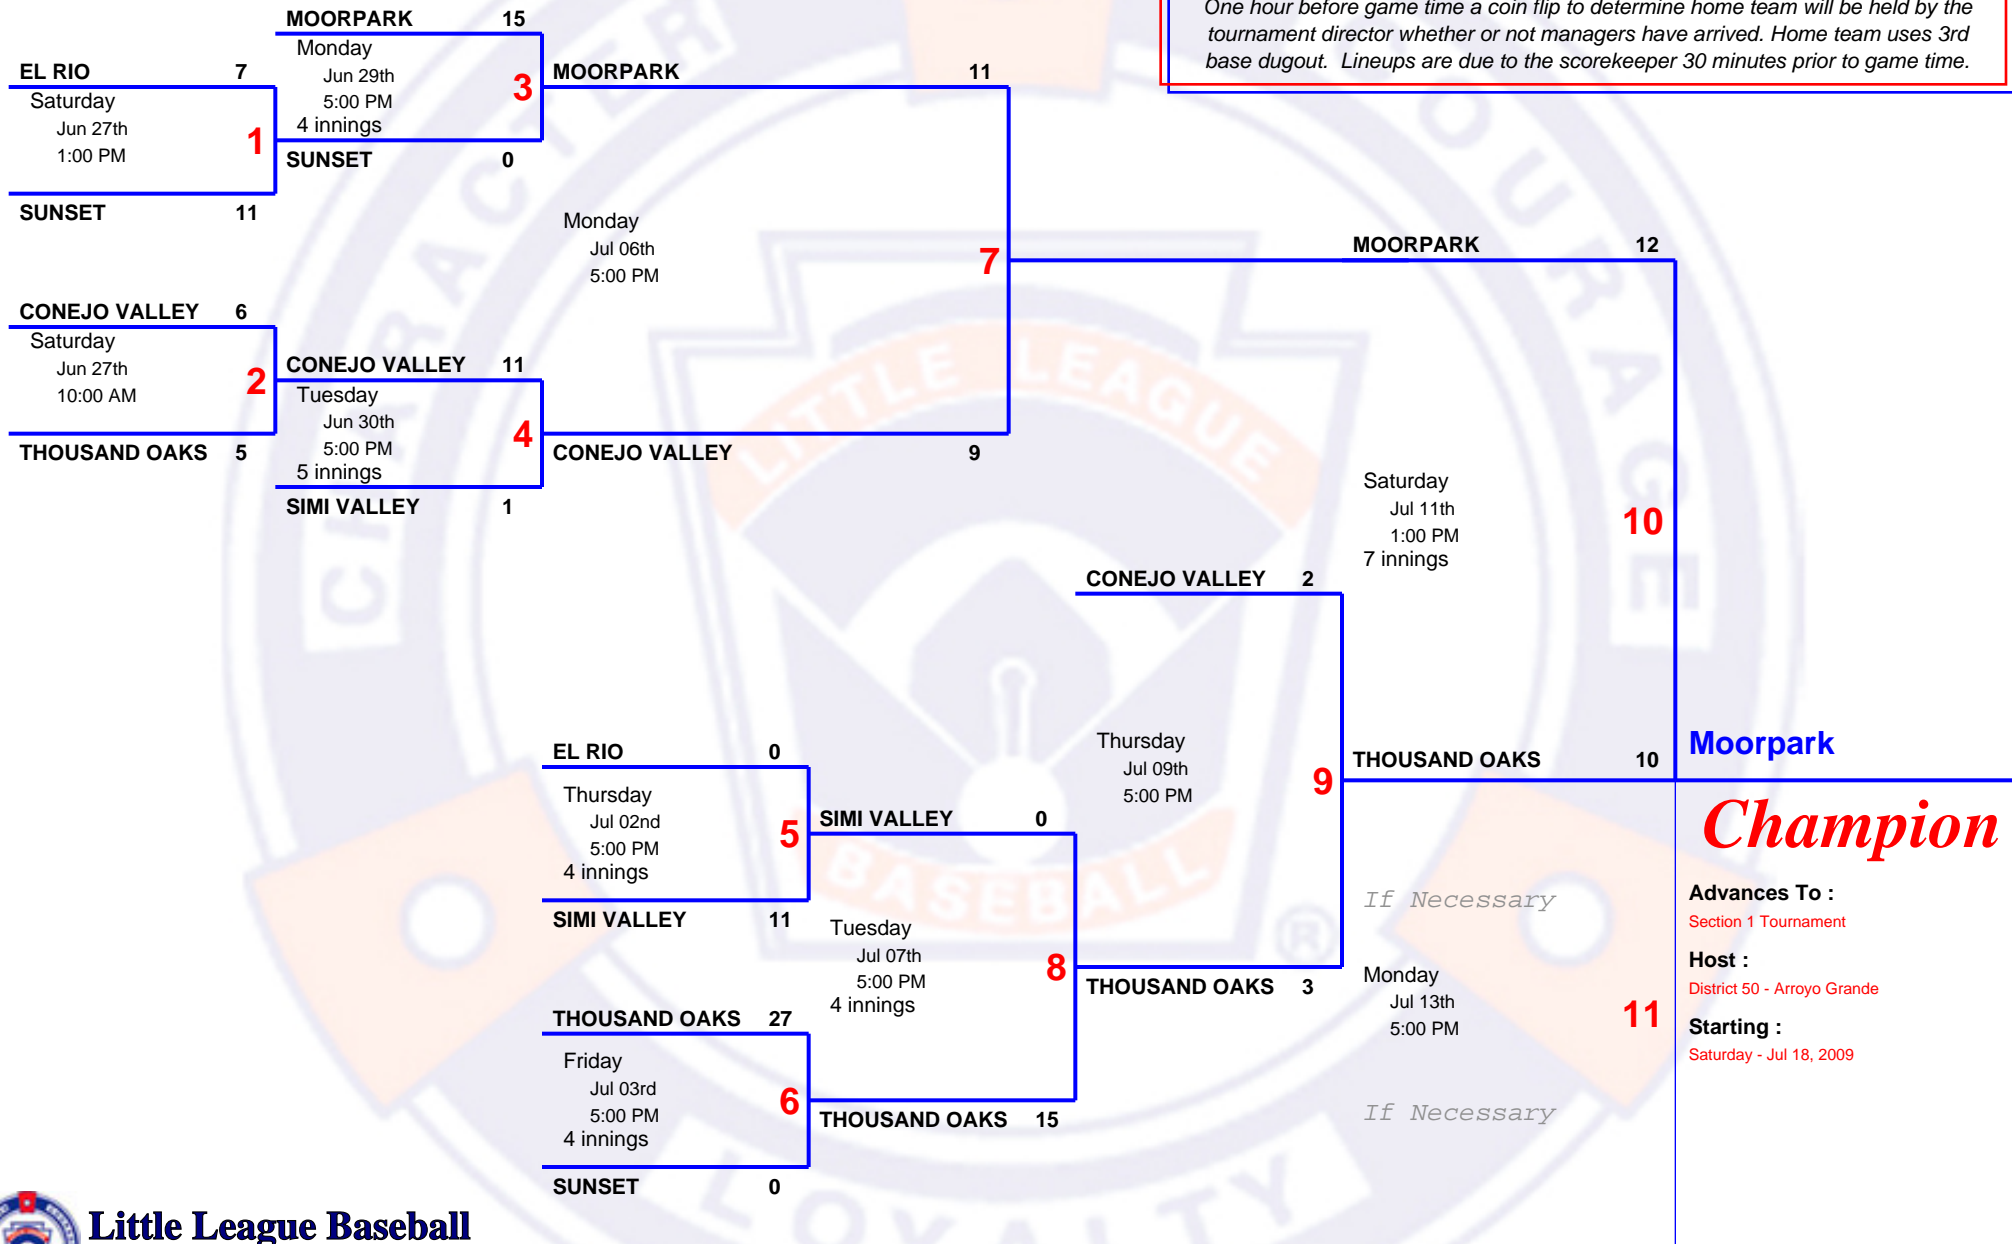 One hour before game time a coin flip to determine home team will be held by the
tournament director whether or not managers have arrived. Home team uses 3rd
base dugout. Lineups are due to the scorekeeper 30 minutes prior to game time.
MOORPARK 15
Monday
Jun 29th
5:00 PM
4 innings
3
SUNSET 0
EL RIO 7
Saturday
Jun 27th
1:00 PM
1
SUNSET 11
MOORPARK 11
Monday
Jul 06th
5:00 PM
7
CONEJO VALLEY 9
CONEJO VALLEY 6
Saturday
Jun 27th
10:00 AM
2
THOUSAND OAKS 5
CONEJO VALLEY 11
Tuesday
Jun 30th
5:00 PM
5 innings
4
SIMI VALLEY 1
MOORPARK 12
Saturday
Jul 11th
1:00 PM
7 innings
10
THOUSAND OAKS 10
CONEJO VALLEY 2
Thursday
Jul 09th
5:00 PM
9
THOUSAND OAKS 3
EL RIO 0
Thursday
Jul 02nd
5:00 PM
4 innings
5
SIMI VALLEY 11
SIMI VALLEY 0
Tuesday
Jul 07th
5:00 PM
4 innings
8
THOUSAND OAKS 15
THOUSAND OAKS 27
Friday
Jul 03rd
5:00 PM
4 innings
6
SUNSET 0
If Necessary
Monday
Jul 13th
5:00 PM
11
If Necessary
Moorpark
Champion
Advances To :
Section 1 Tournament
Host :
District 50 - Arroyo Grande
Starting :
Saturday - Jul 18, 2009
Little League Baseball
CHARACTER
COURAGE
LOYALTY
LITTLE LEAGUE
BASEBALL
®